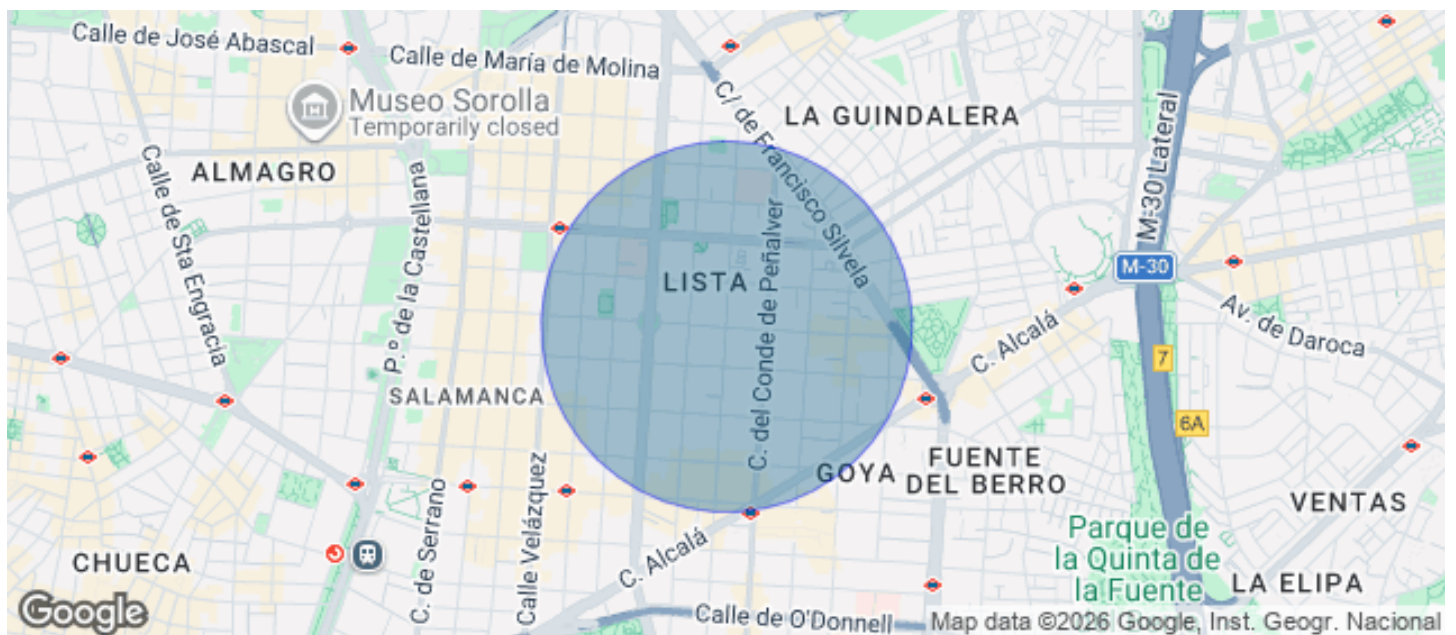 Calle de José Abascal
Calle de María de Molina
C/ de Francisco Silvela
Museo Sorolla
Temporarily closed
LA GUINDALERA
M-30 Lateral
ALMAGRO
Calle de Sta Engracia
P.º de la Castellana
C. del Conde de Peñalver
LISTA
M-30
Av. de Daroca
C. Alcalá
7
SALAMANCA
6A
GOYA
FUENTE
DEL BERRO
VENTAS
Calle Velázquez
C. de Serrano
Parque de
la Quinta de
la Fuente
CHUECA
C. Alcalá
LA ELIPA
Calle de O'Donnell
Google
Map data ©2026 Google, Inst. Geogr. Nacional